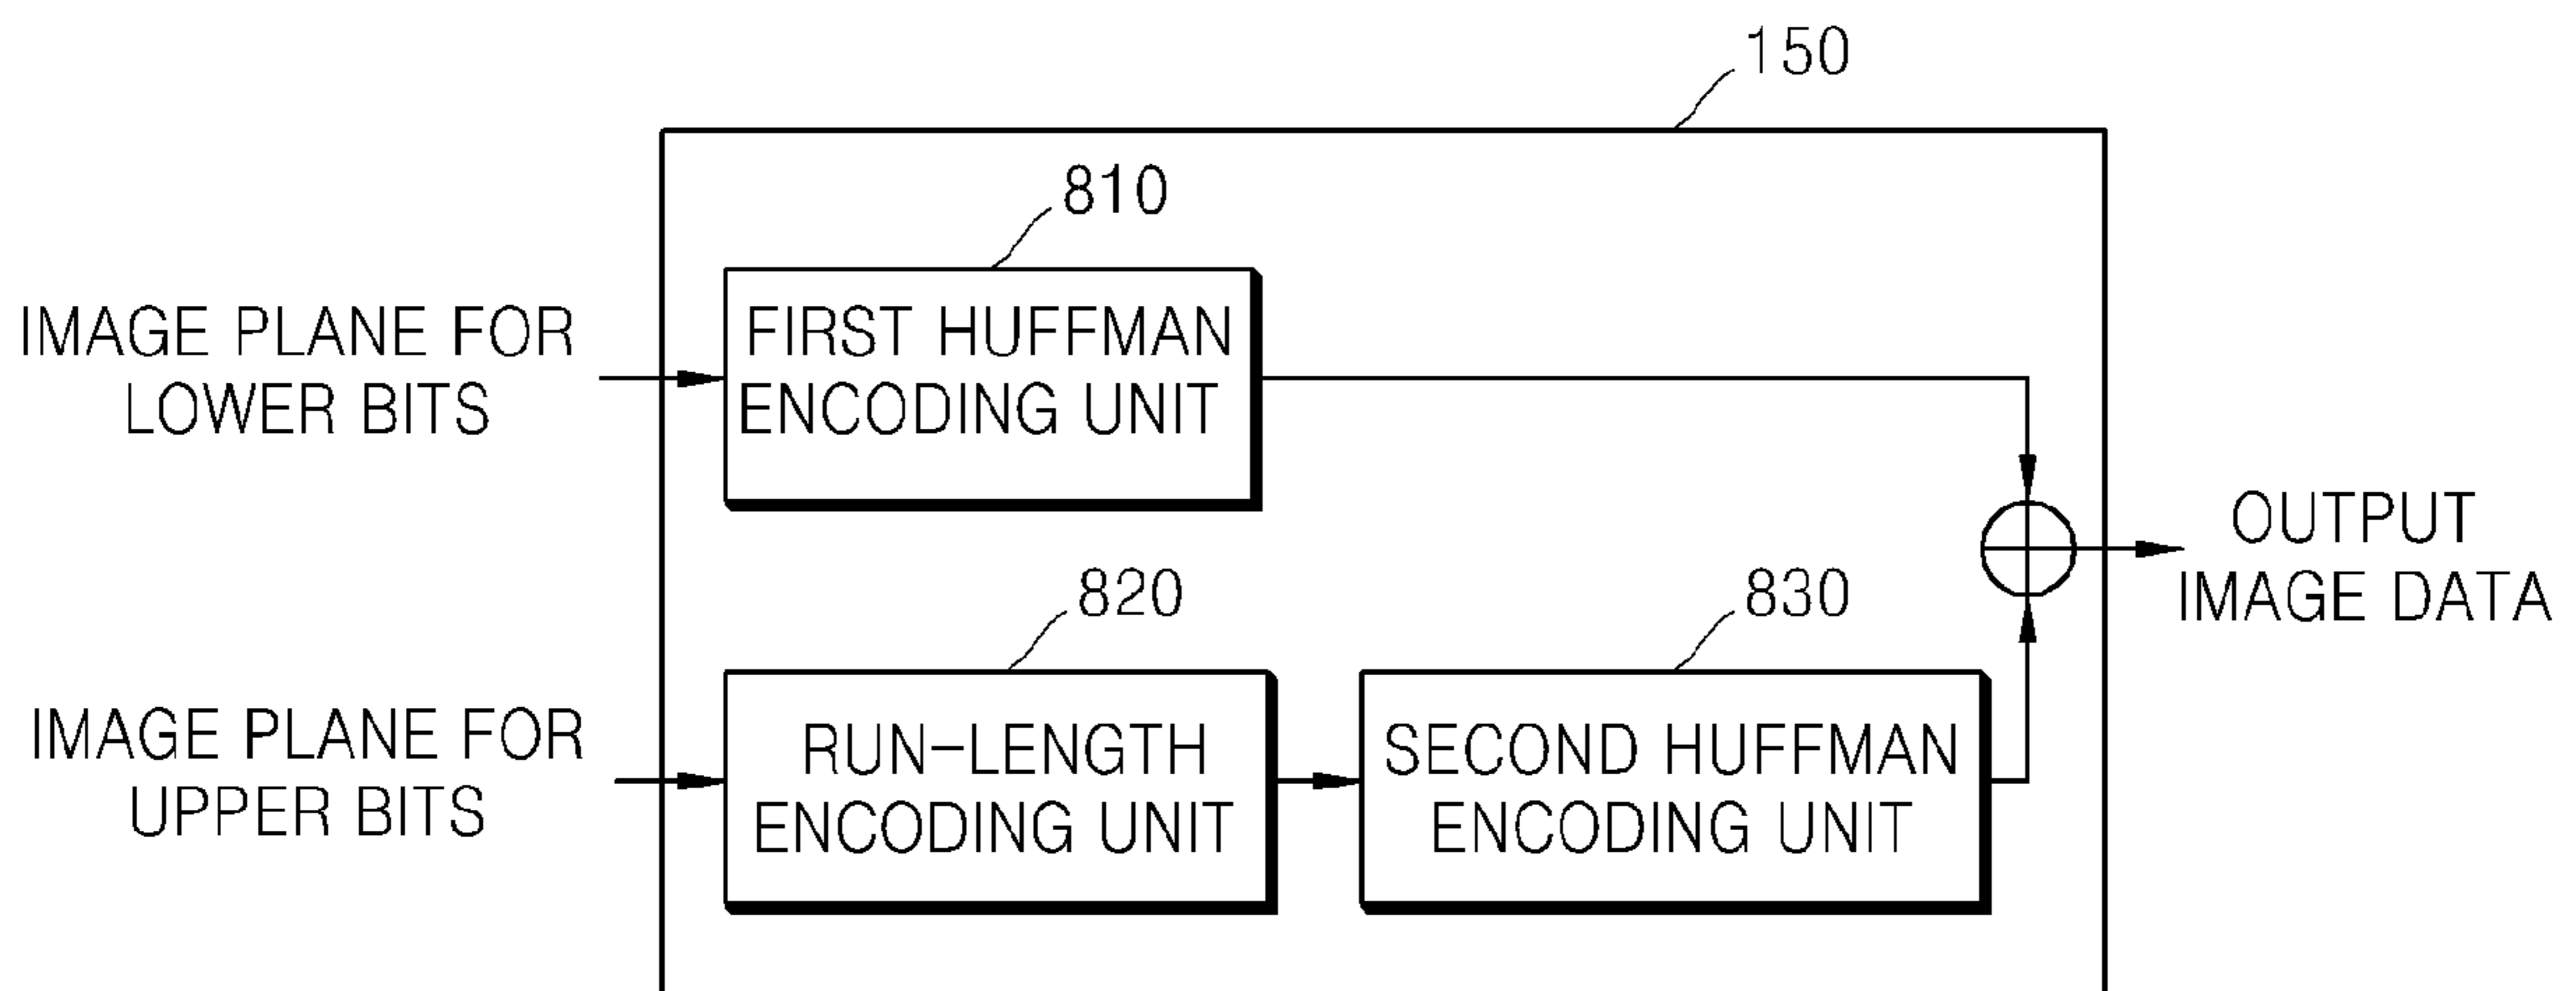 150
810
IMAGE PLANE FOR
LOWER BITS
FIRST HUFFMAN
ENCODING UNIT
OUTPUT
IMAGE DATA
820
830
IMAGE PLANE FOR
UPPER BITS
RUN-LENGTH
ENCODING UNIT
SECOND HUFFMAN
ENCODING UNIT